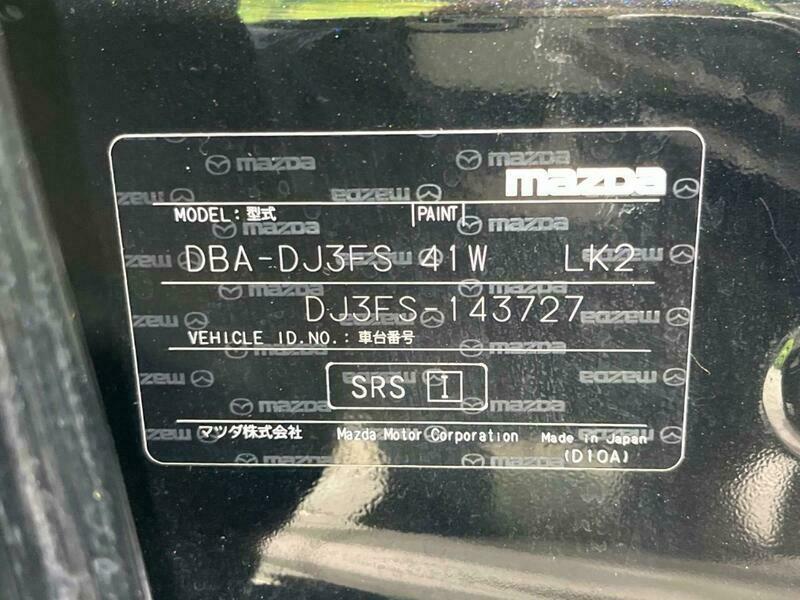 mazda
MODEL:型式 PAINT
DBA-DJ3FS 41W LK2
DJ3FS-143727
VEHICLE ID.NO.:車台番号
SRS I
マツダ株式会社 Mazda Motor Corporation Made in Japan
(D10A)